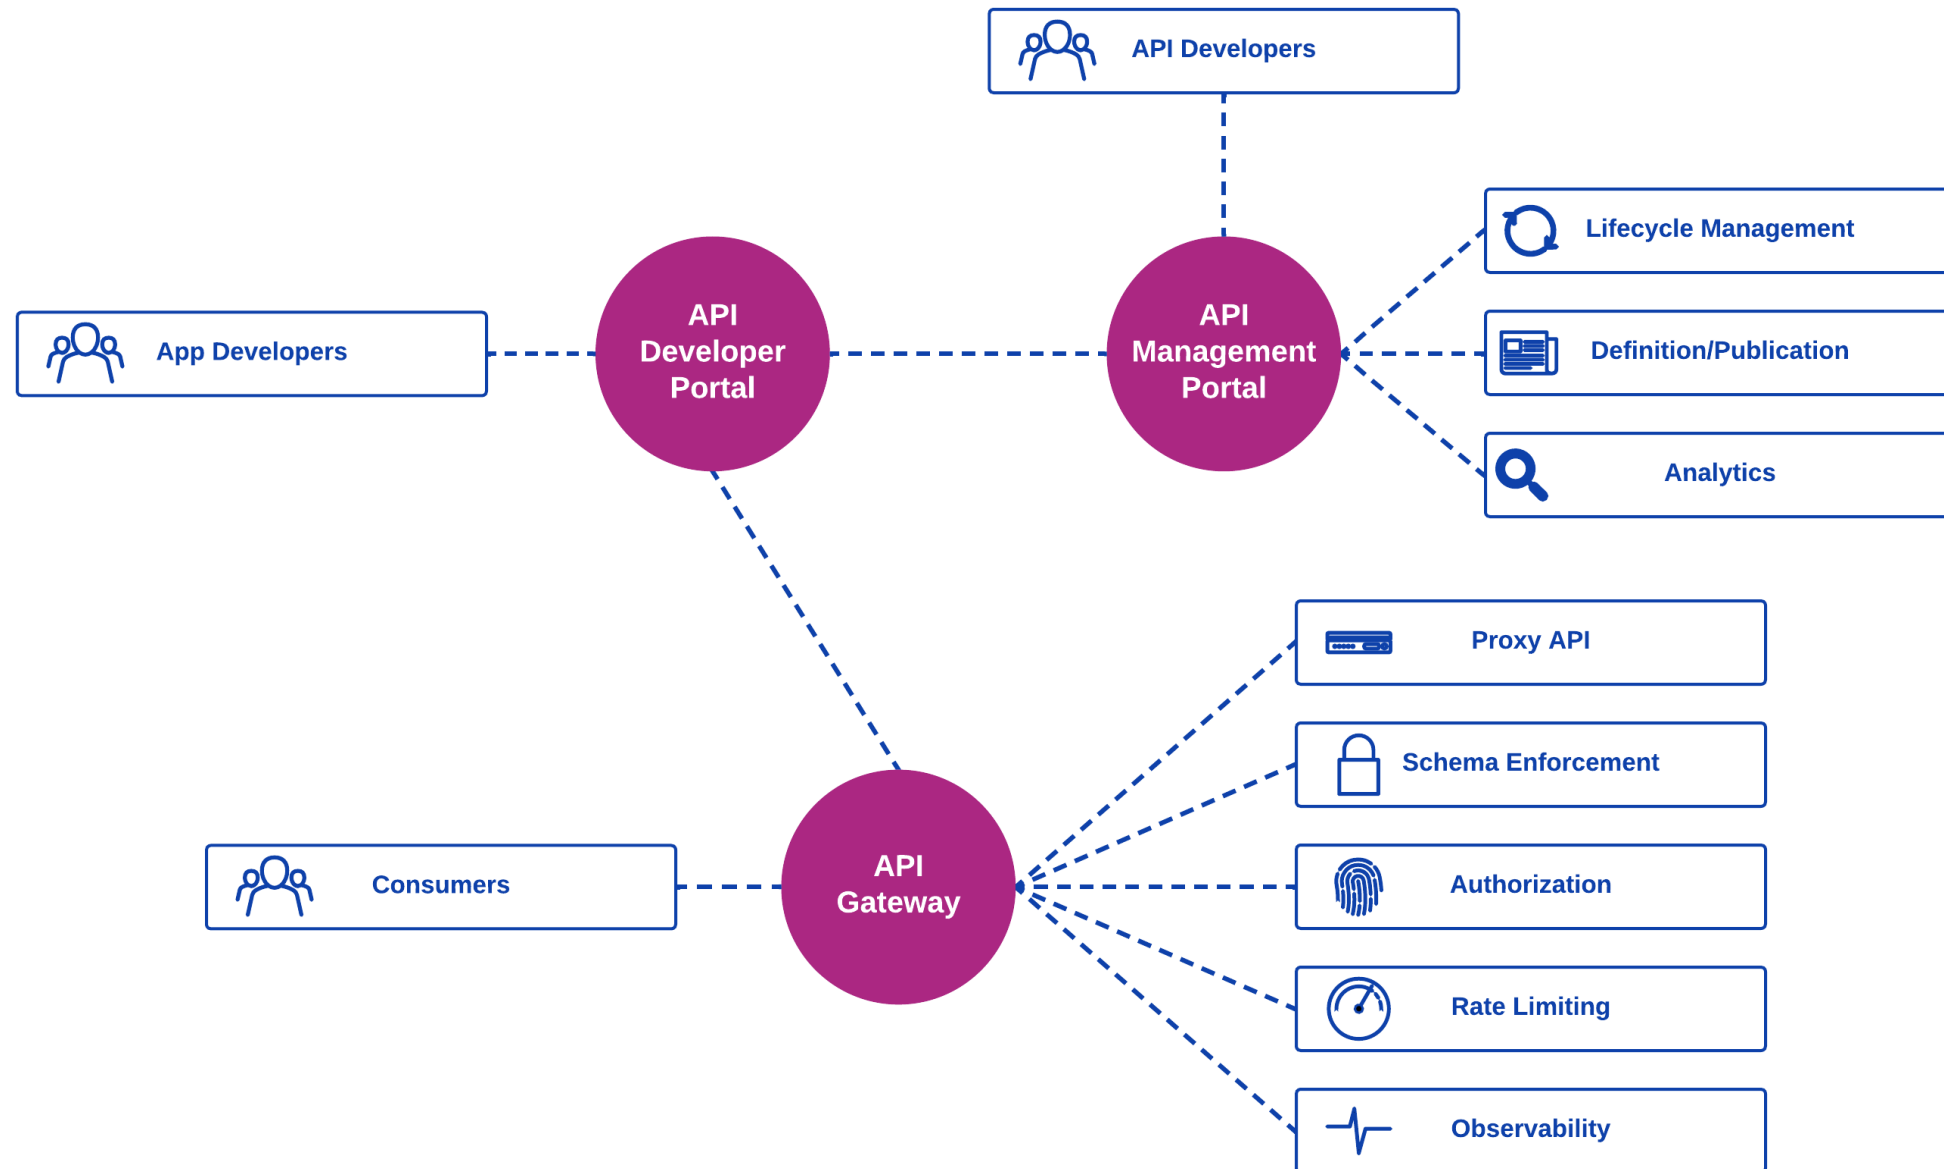 API Developers
Lifecycle Management
API
Developer
Portal
API
Management
Portal
App Developers
Definition/Publication
Analytics
Proxy API
Schema Enforcement
API
Gateway
Consumers
Authorization
Rate Limiting
Observability